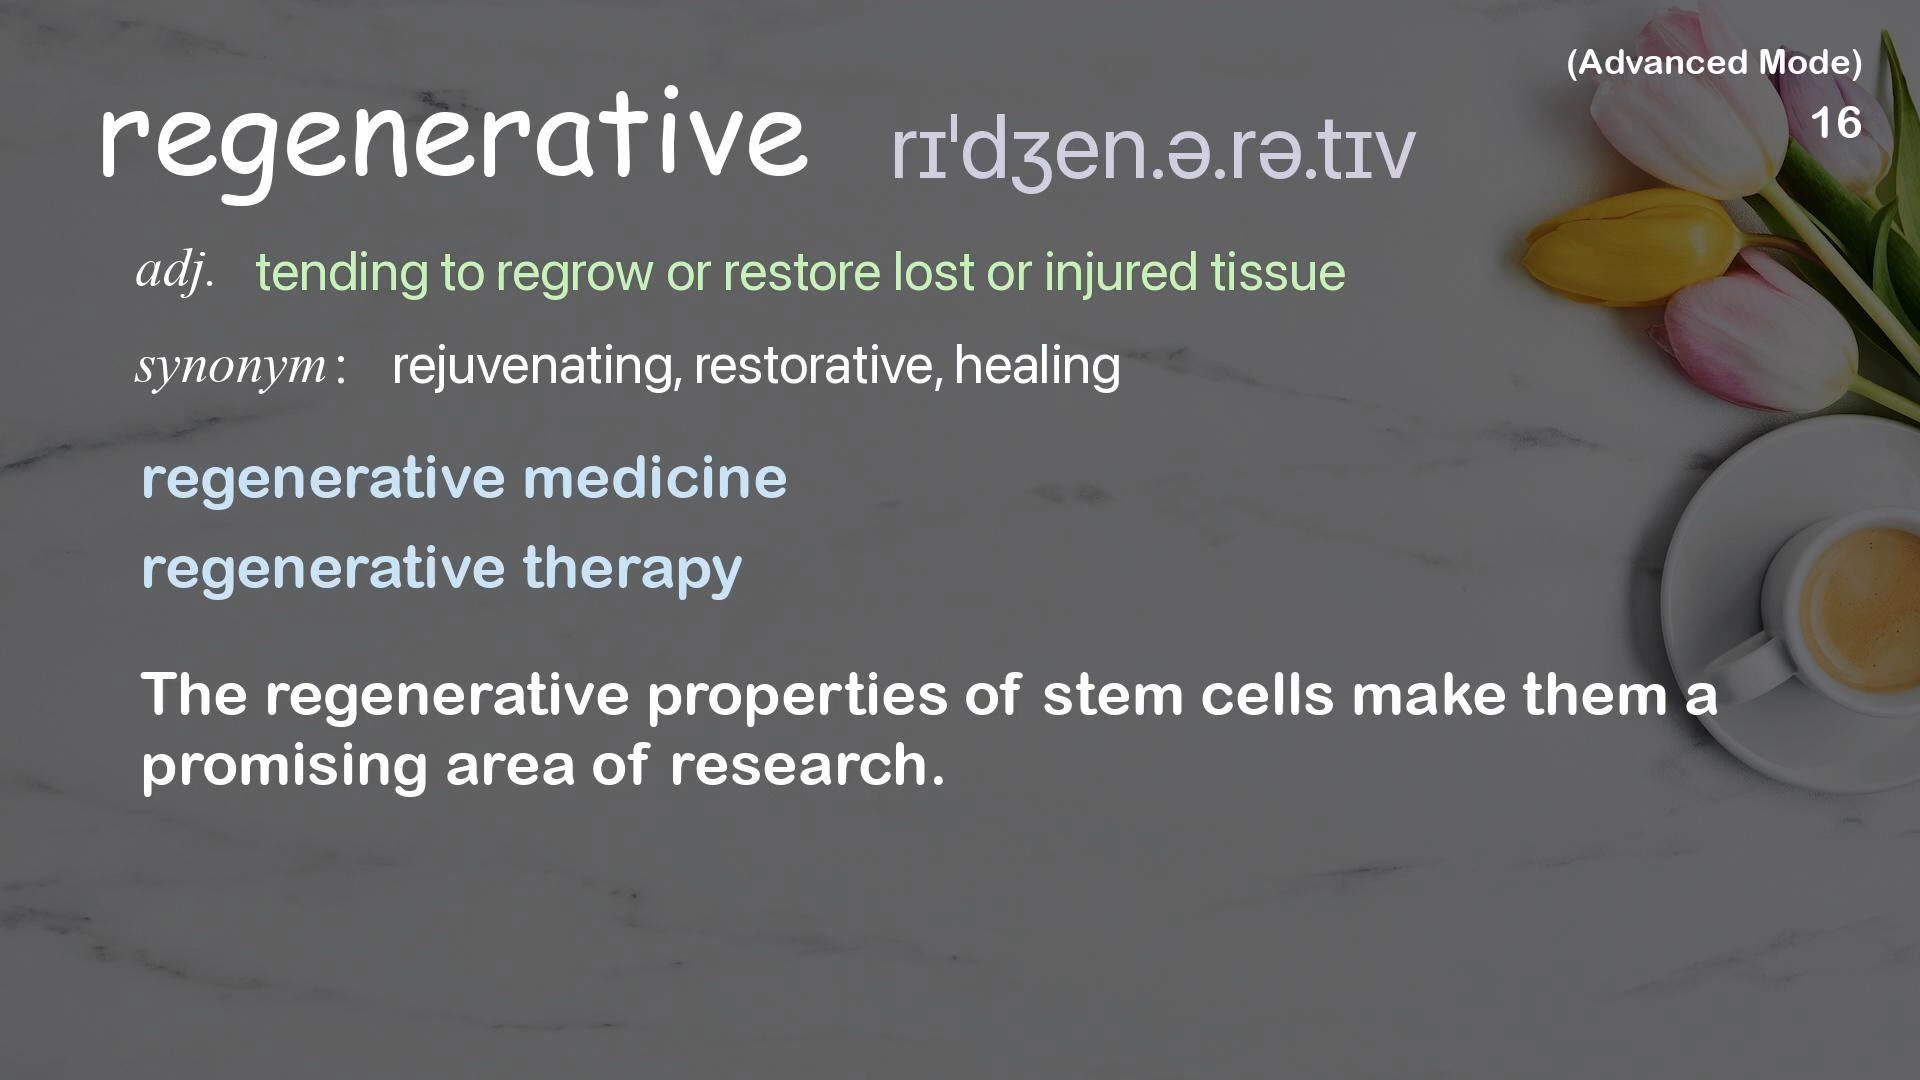 (Advanced Mode)
16
regenerative rɪˈdʒen.ə.rə.tɪv
adj. tending to regrow or restore lost or injured tissue
synonym: rejuvenating, restorative, healing
regenerative medicine
regenerative therapy
The regenerative properties of stem cells make them a
promising area of research.